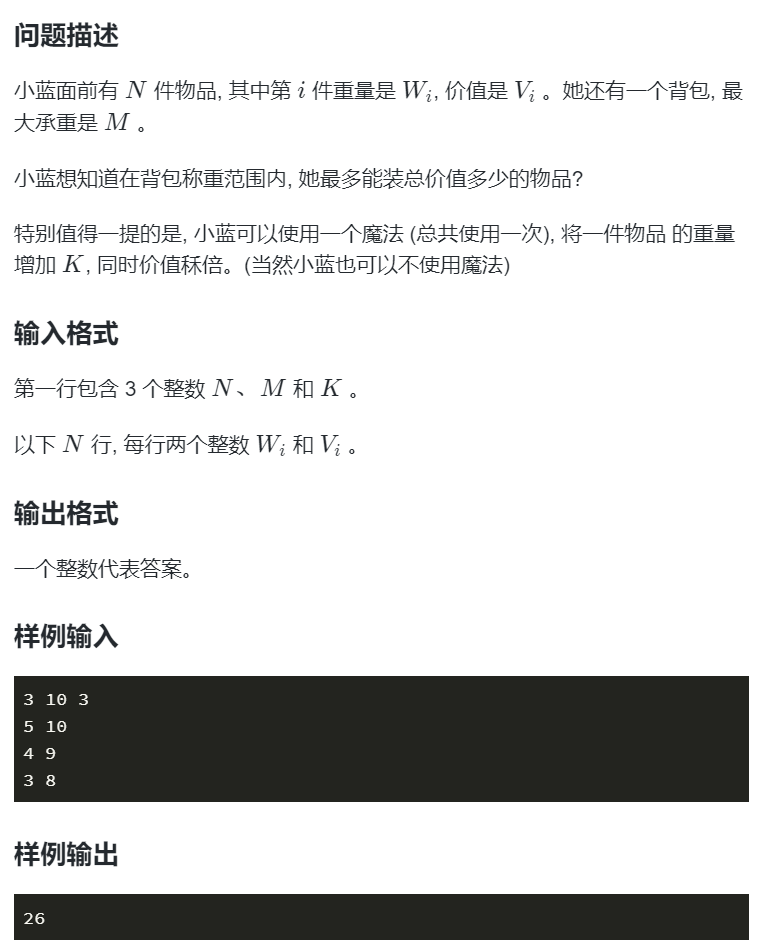 问题描述
小蓝面前有 N 件物品, 其中第 i 件重量是 Wi, 价值是 Vi 。她还有一个背包, 最
大承重是 M 。
小蓝想知道在背包称重范围内, 她最多能装总价值多少的物品?
特别值得一提的是, 小蓝可以使用一个魔法 (总共使用一次), 将一件物品 的重量
增加 K, 同时价值秝倍。(当然小蓝也可以不使用魔法)
输入格式
第一行包含 3 个整数 N、M 和 K 。
以下 N 行, 每行两个整数 Wi 和 Vi 。
输出格式
一个整数代表答案。
样例输入
3 10 3
5 10
4 9
3 8
样例输出
26